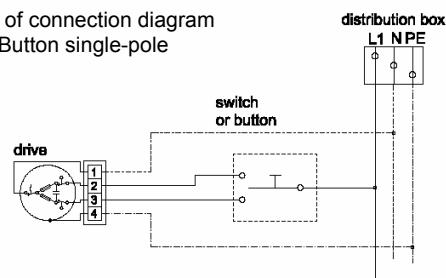 of connection diagram
Button single-pole
distribution box
L1 N PE
switch
or button
drive
1
2
3
4